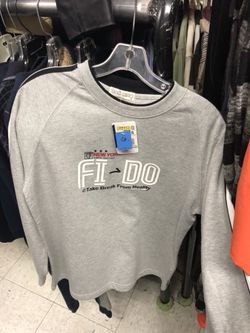 NEW YORK
FI-DO
Take Break From Reality